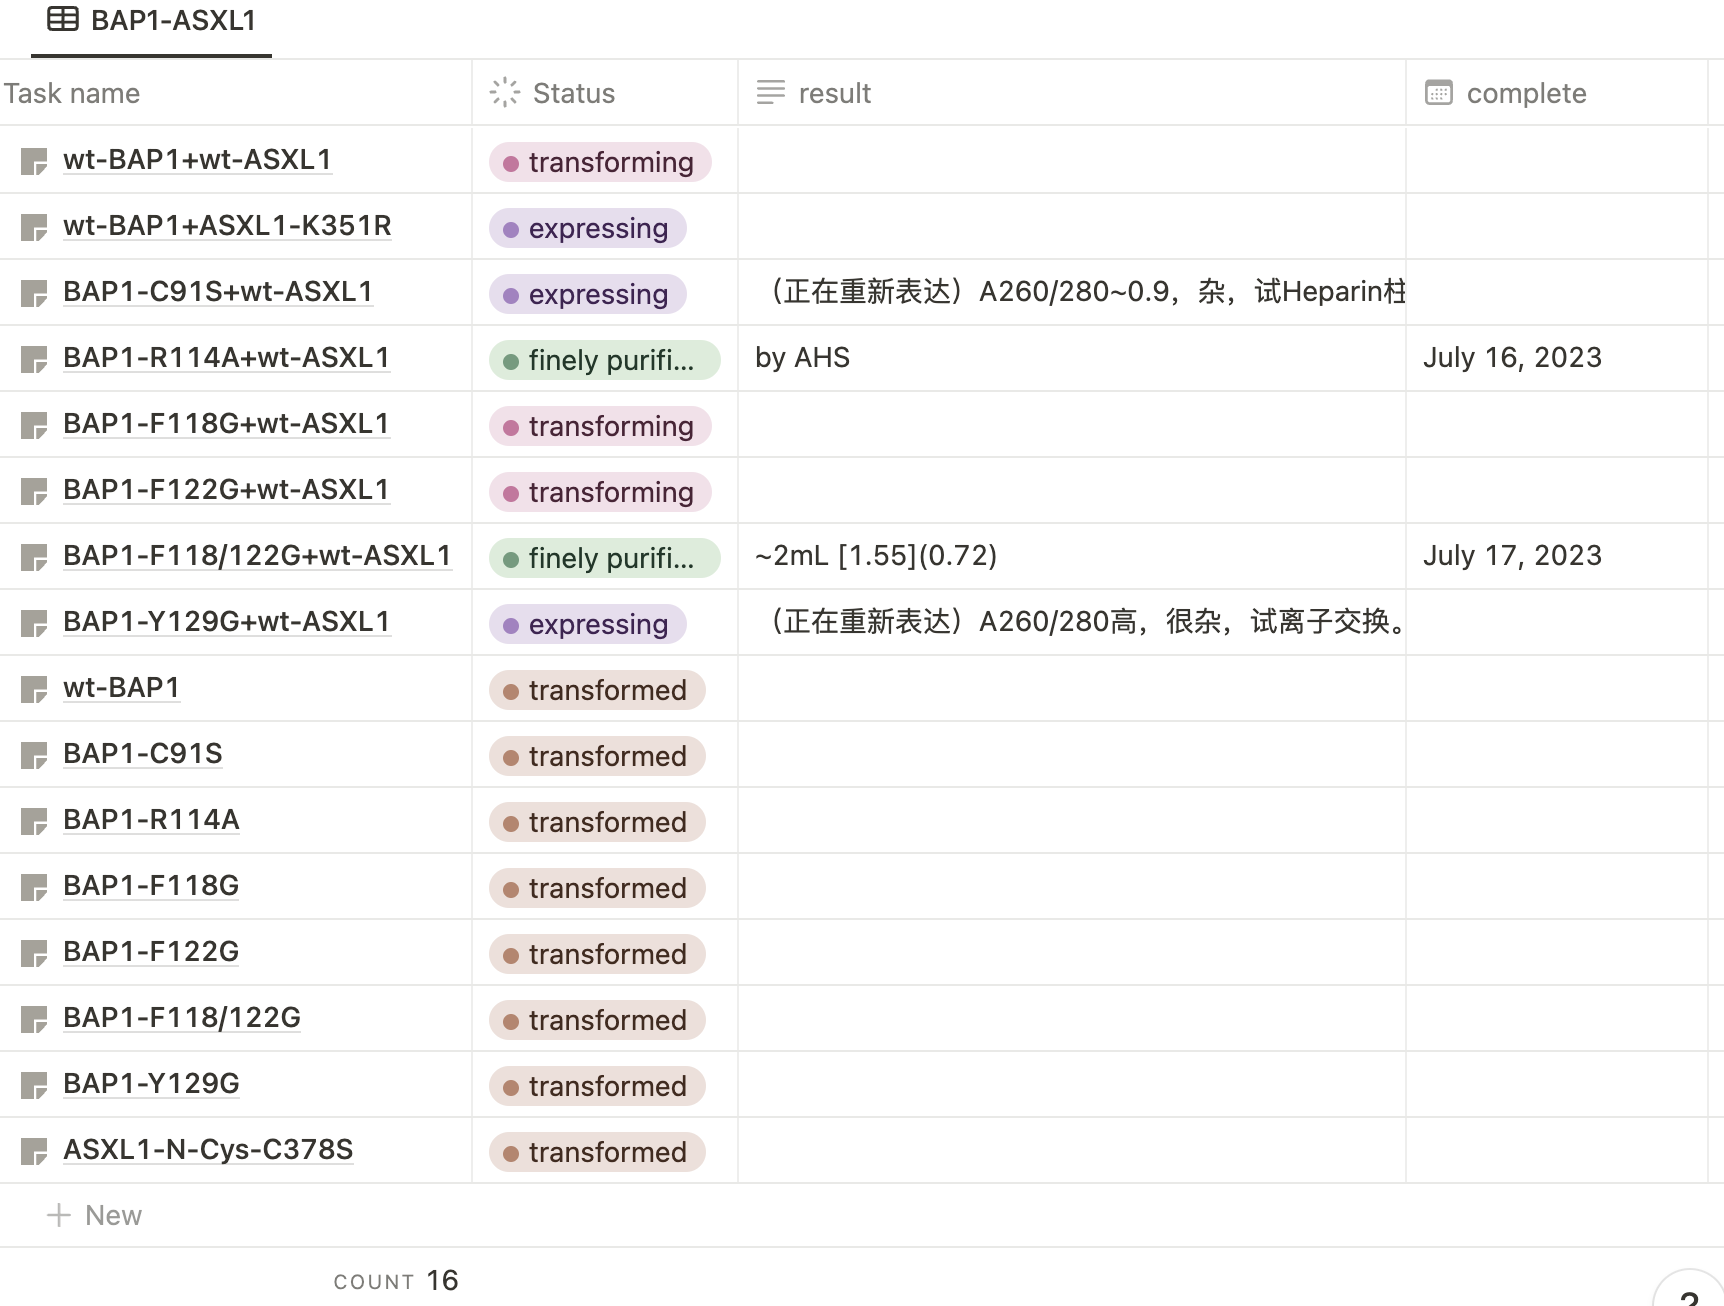 BAP1-ASXL1
Task name Status result complete
wt-BAP1+wt-ASXL1 transforming
wt-BAP1+ASXL1-K351R expressing
BAP1-C91S+wt-ASXL1 expressing （正在重新表达）A260/280~0.9，杂，试Heparin柱
BAP1-R114A+wt-ASXL1 finely purifi... by AHS July 16, 2023
BAP1-F118G+wt-ASXL1 transforming
BAP1-F122G+wt-ASXL1 transforming
BAP1-F118/122G+wt-ASXL1 finely purifi... ~2mL [1.55](0.72) July 17, 2023
BAP1-Y129G+wt-ASXL1 expressing （正在重新表达）A260/280高，很杂，试离子交换。
wt-BAP1 transformed
BAP1-C91S transformed
BAP1-R114A transformed
BAP1-F118G transformed
BAP1-F122G transformed
BAP1-F118/122G transformed
BAP1-Y129G transformed
ASXL1-N-Cys-C378S transformed
New
COUNT 16
?